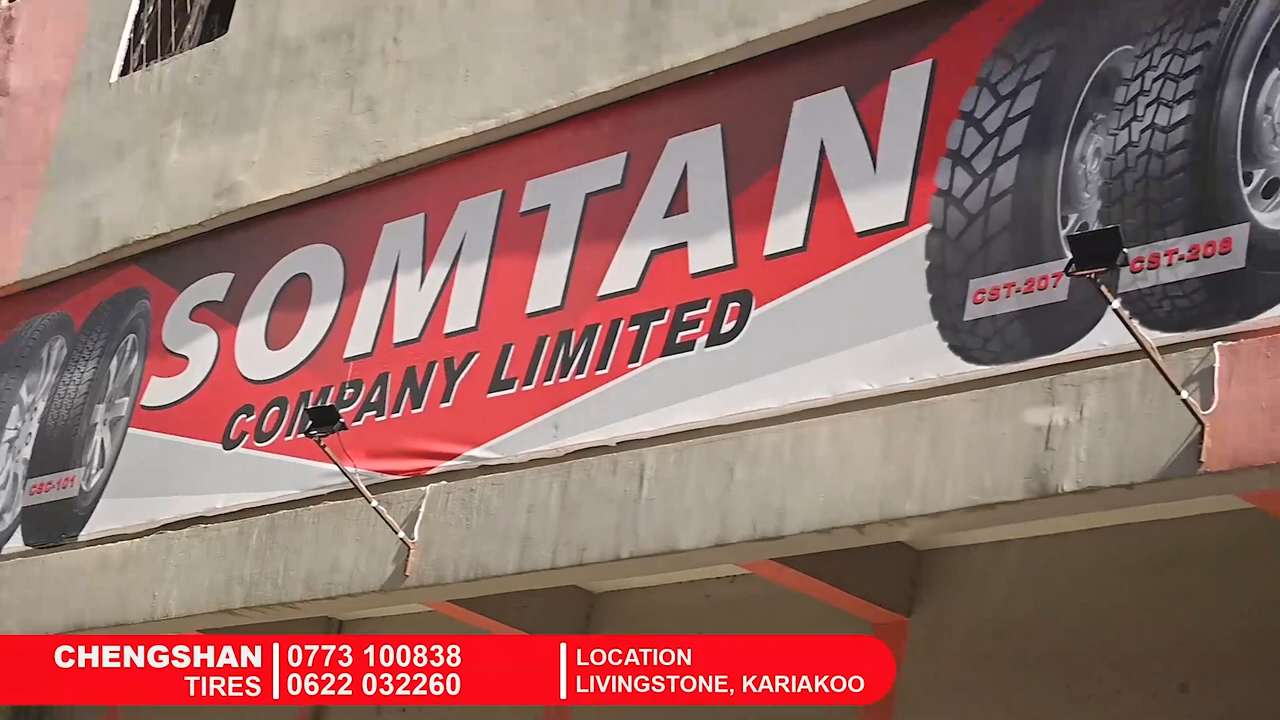 SOMTAN
COMPANY LIMITED
CSC-101
CST-207
CST-208
CHENGSHAN
TIRES
0773 100838
0622 032260
LOCATION
LIVINGSTONE, KARIAKOO